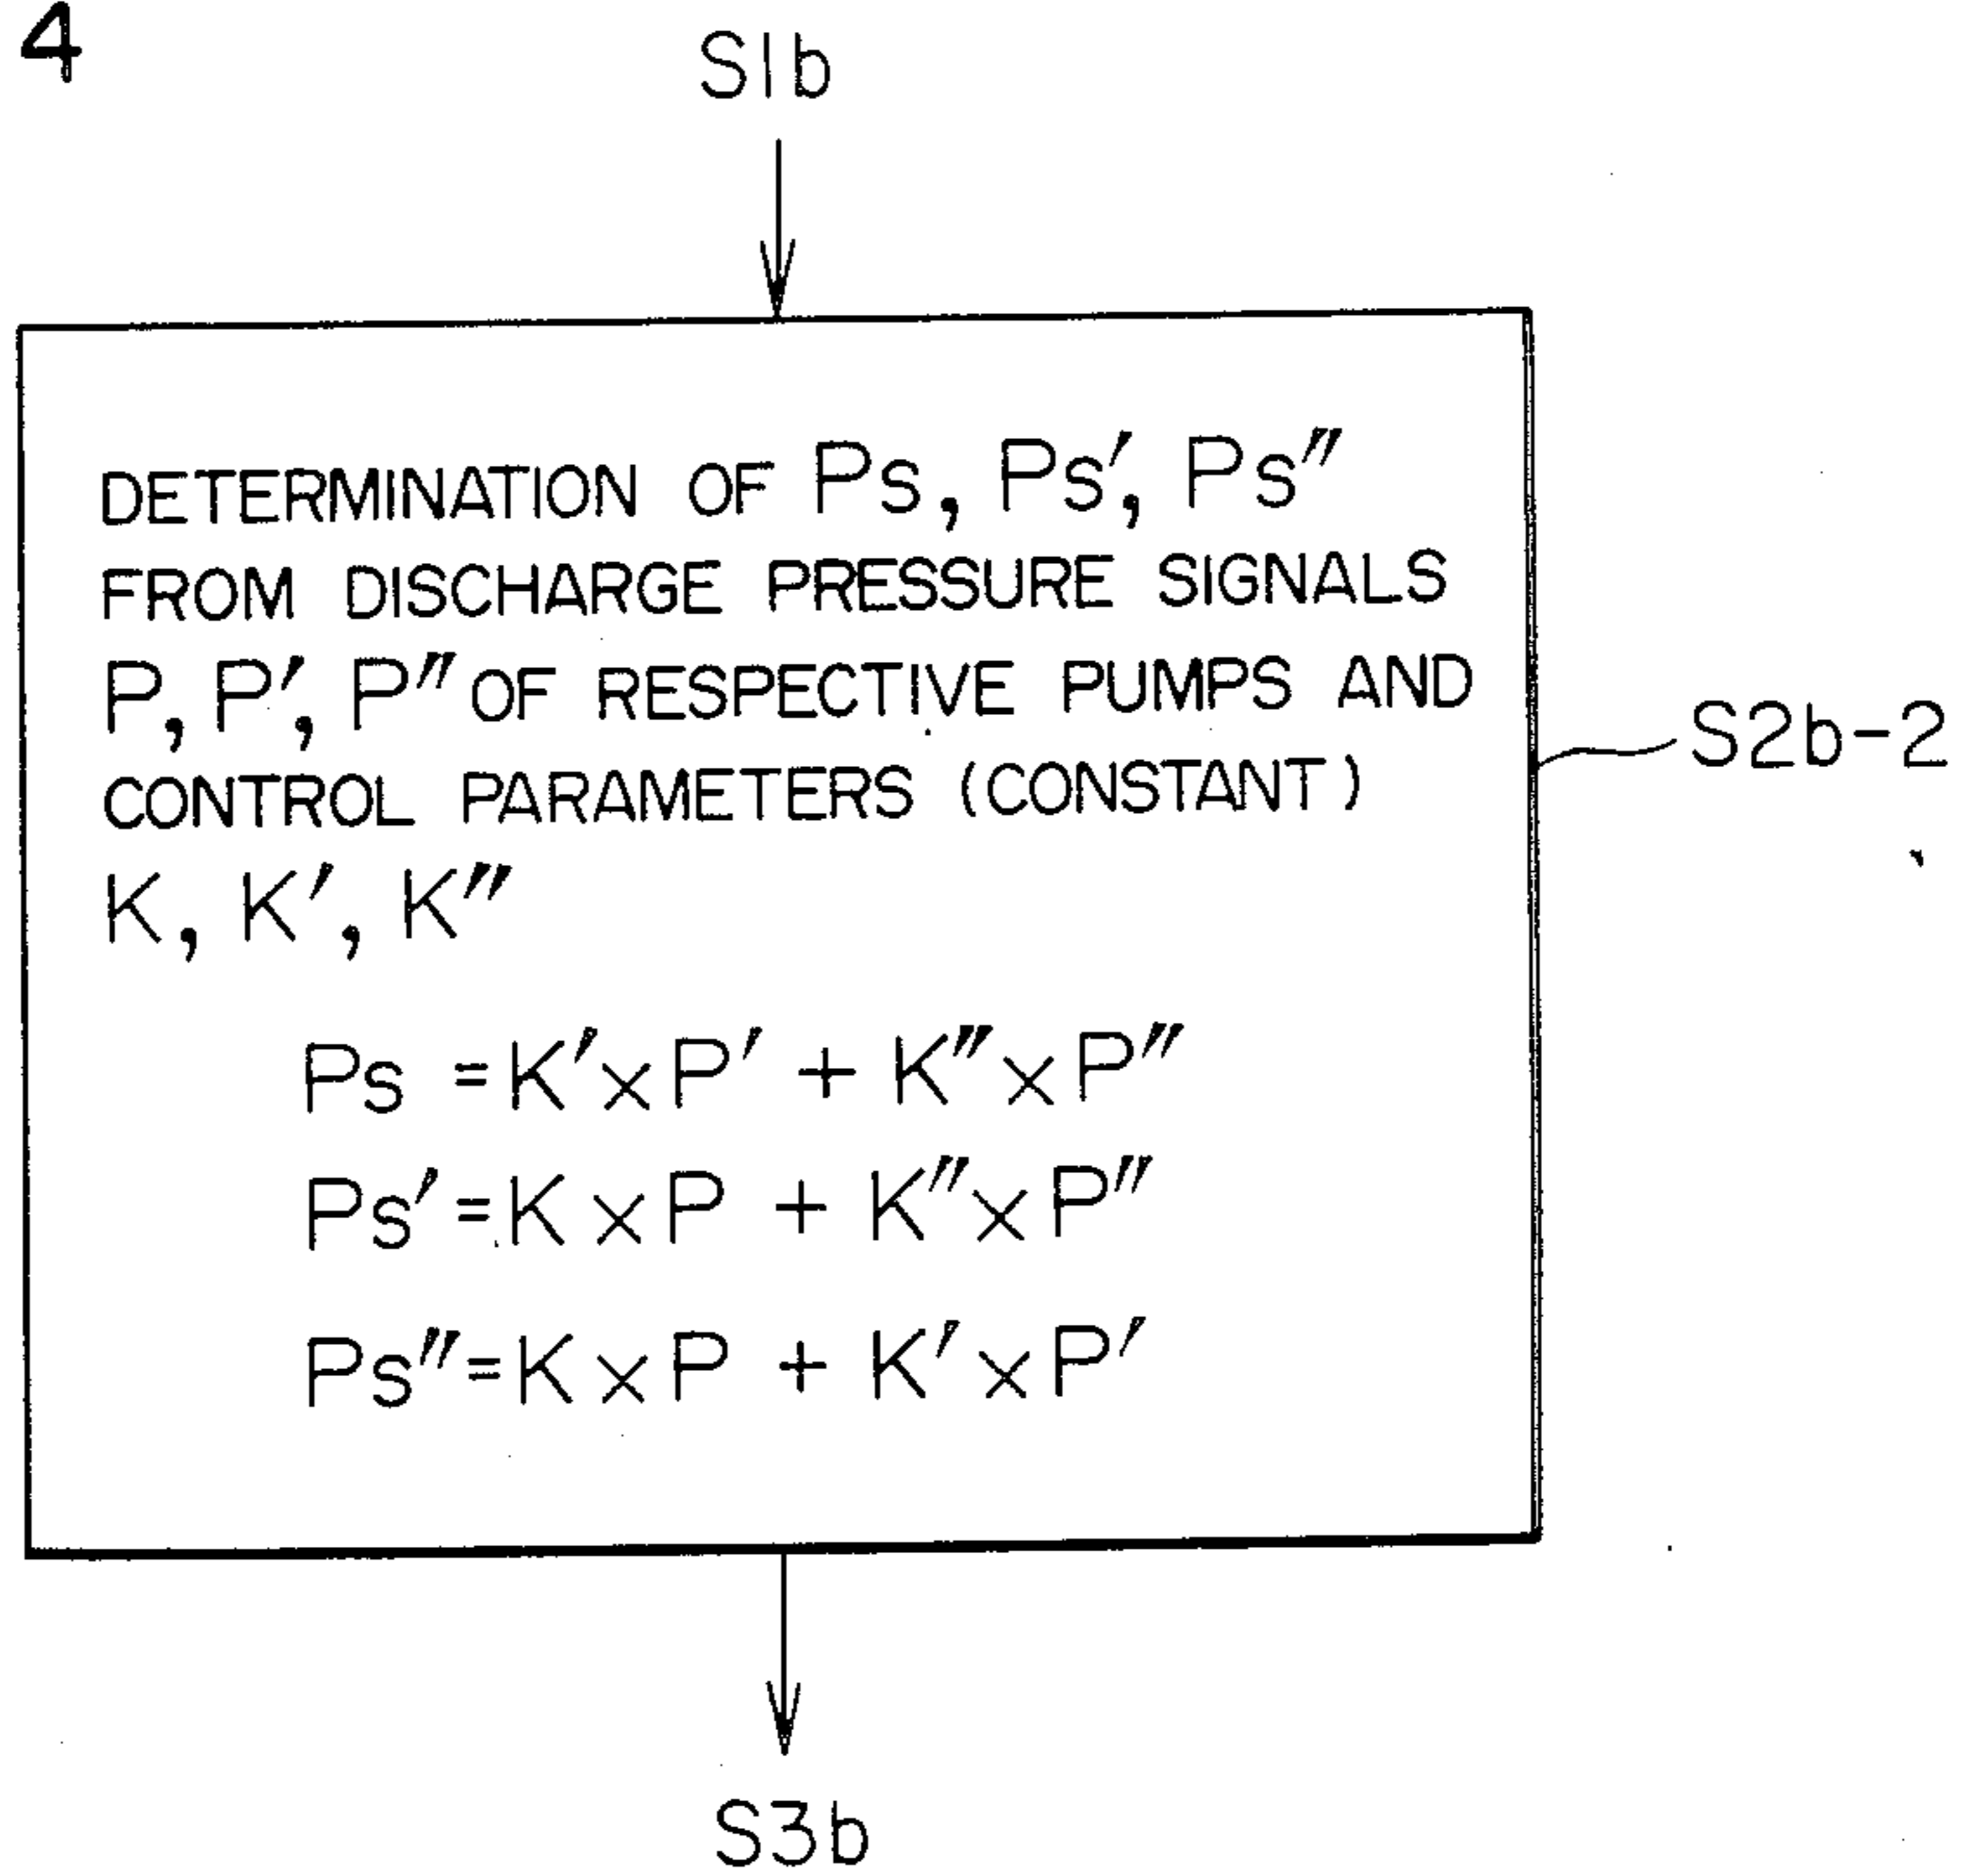 4
S1b
DETERMINATION OF Ps, Ps', Ps"
FROM DISCHARGE PRESSURE SIGNALS
P, P', P" OF RESPECTIVE PUMPS AND
CONTROL PARAMETERS (CONSTANT)
K, K', K"
S2b-2
Ps = K' × P' + K" × P"
Ps' = K × P + K" × P"
Ps" = K × P + K' × P'
S3b